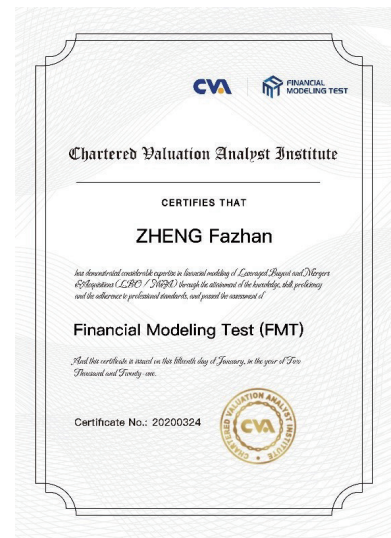 CVA
FINANCIAL
MODELING TEST
Chartered Valuation Analyst Institute
CERTIFIES THAT
ZHENG Fazhan
has demonstrated considerable expertise in financial modeling of Leveraged Buyout and Mergers
&Acquisitions (LBO / M&A) through the attainment of the knowledge, skill, proficiency
and the adherence to professional standards, and passed the assessment of
Financial Modeling Test (FMT)
And this certificate is issued on this fifteenth day of January, in the year of Two
Thousand and Twenty-one.
Certificate No.: 20200324
CHARTERED VALUATION ANALYST INSTITUTE
CVA